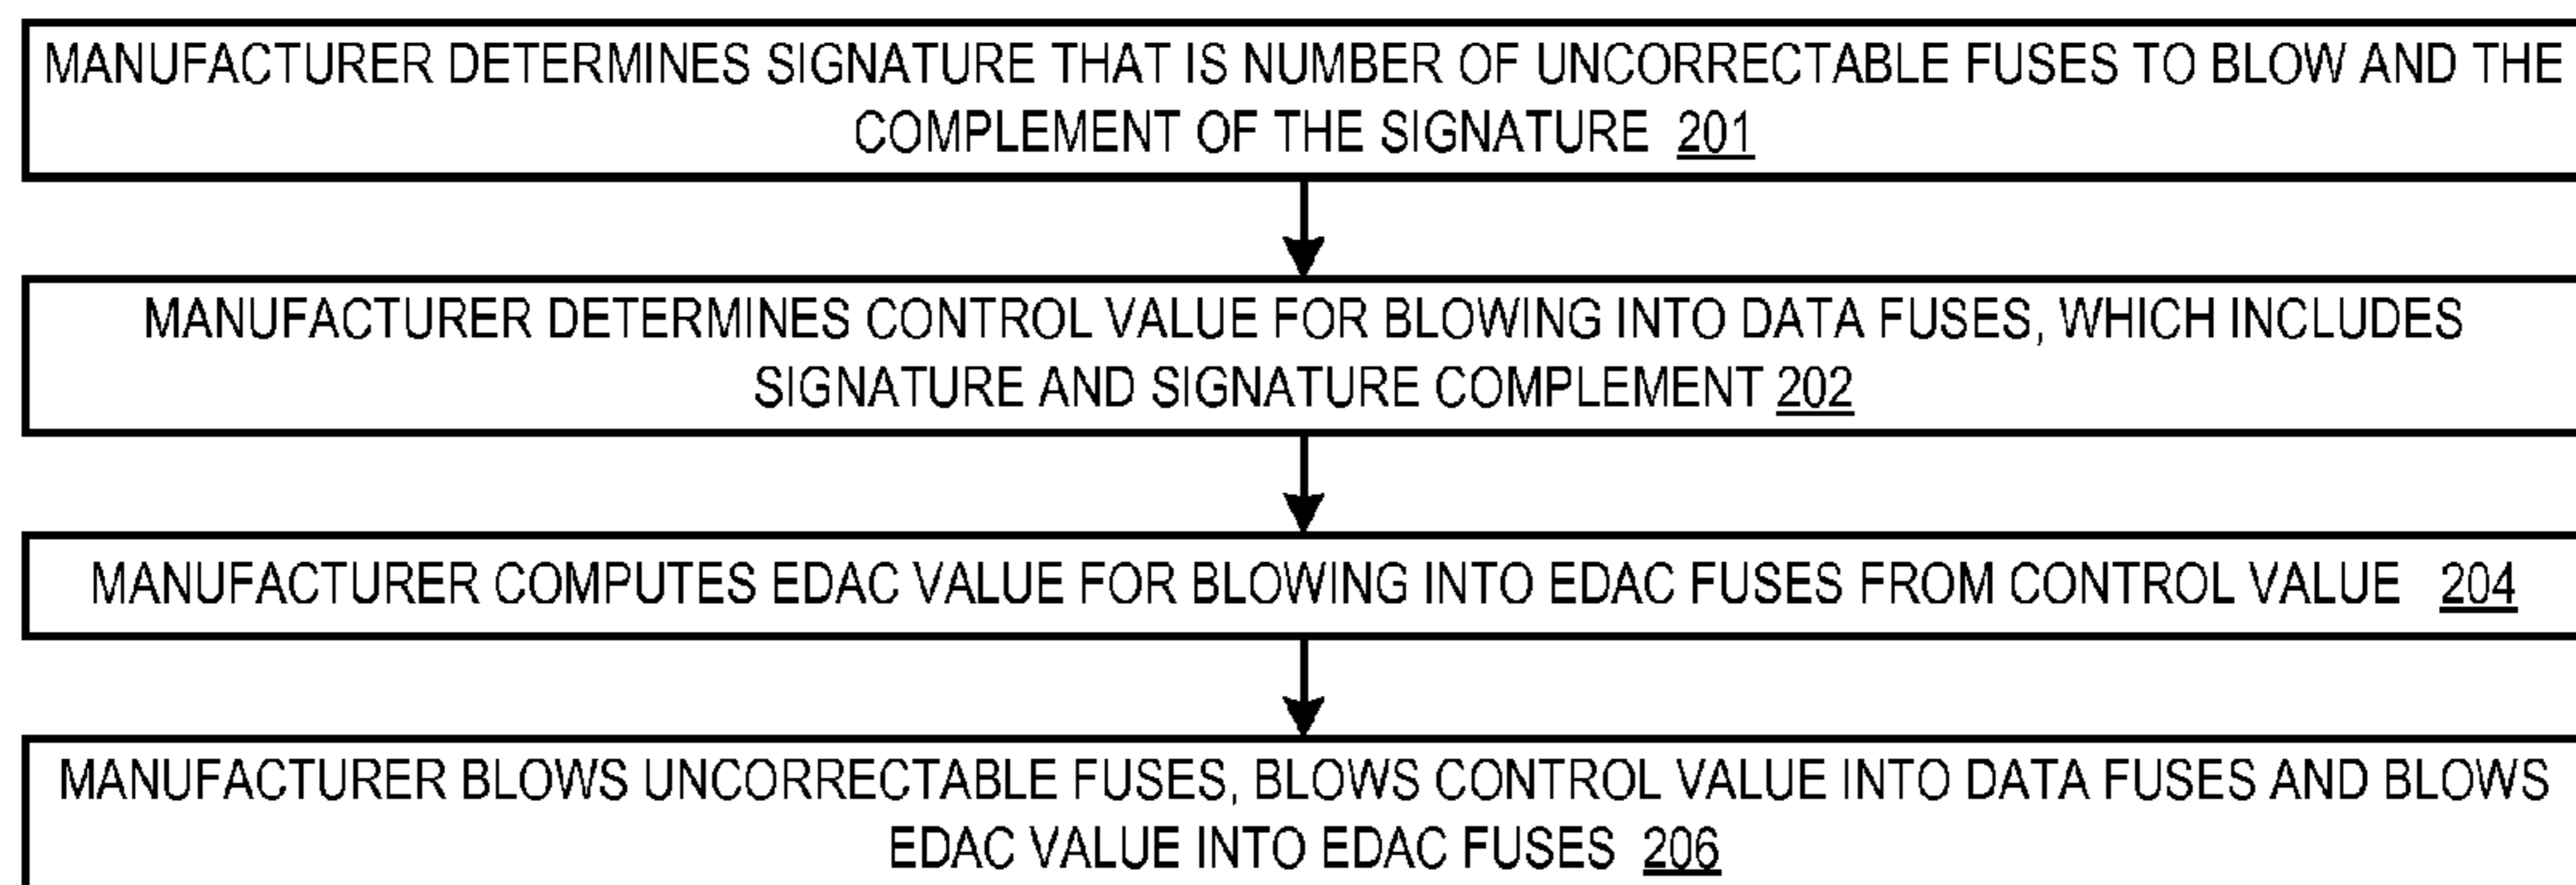 MANUFACTURER DETERMINES SIGNATURE THAT IS NUMBER OF UNCORRECTABLE FUSES TO BLOW AND THE
COMPLEMENT OF THE SIGNATURE 201
MANUFACTURER DETERMINES CONTROL VALUE FOR BLOWING INTO DATA FUSES, WHICH INCLUDES
SIGNATURE AND SIGNATURE COMPLEMENT 202
MANUFACTURER COMPUTES EDAC VALUE FOR BLOWING INTO EDAC FUSES FROM CONTROL VALUE 204
MANUFACTURER BLOWS UNCORRECTABLE FUSES, BLOWS CONTROL VALUE INTO DATA FUSES AND BLOWS
EDAC VALUE INTO EDAC FUSES 206